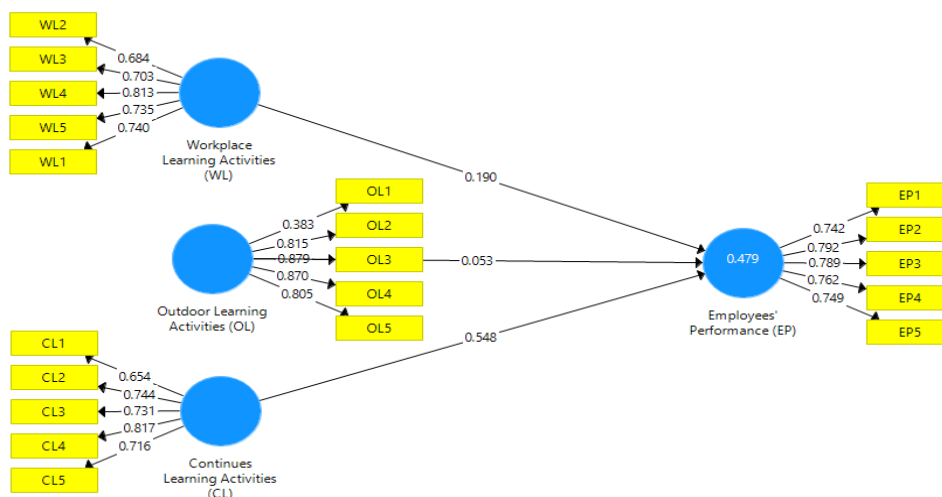 WL2
WL3
WL4
WL5
WL1
0.684
0.703
0.813
0.735
0.740
Workplace
Learning Activities
(WL)
0.190
OL1
OL2
OL3
OL4
OL5
0.383
0.815
0.879
0.870
0.805
Outdoor Learning
Activities (OL)
0.053
CL1
CL2
CL3
CL4
CL5
0.654
0.744
0.731
0.817
0.716
Continues
Learning Activities
(CL)
0.548
0.479
Employees'
Performance (EP)
0.742
0.792
0.789
0.762
0.749
EP1
EP2
EP3
EP4
EP5